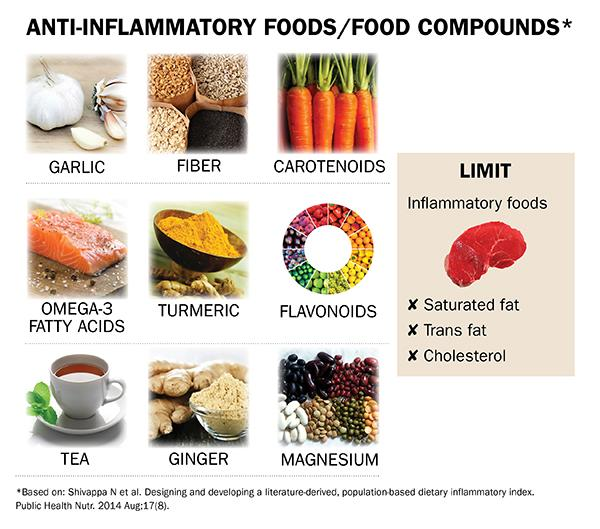 ANTI-INFLAMMATORY FOODS/FOOD COMPOUNDS*
GARLIC
FIBER
CAROTENOIDS
OMEGA-3
FATTY ACIDS
TURMERIC
FLAVONOIDS
TEA
GINGER
MAGNESIUM
LIMIT
Inflammatory foods
✘ Saturated fat
✘ Trans fat
✘ Cholesterol
*Based on: Shivappa N et al. Designing and developing a literature-derived, population-based dietary inflammatory index.
Public Health Nutr. 2014 Aug;17(8).